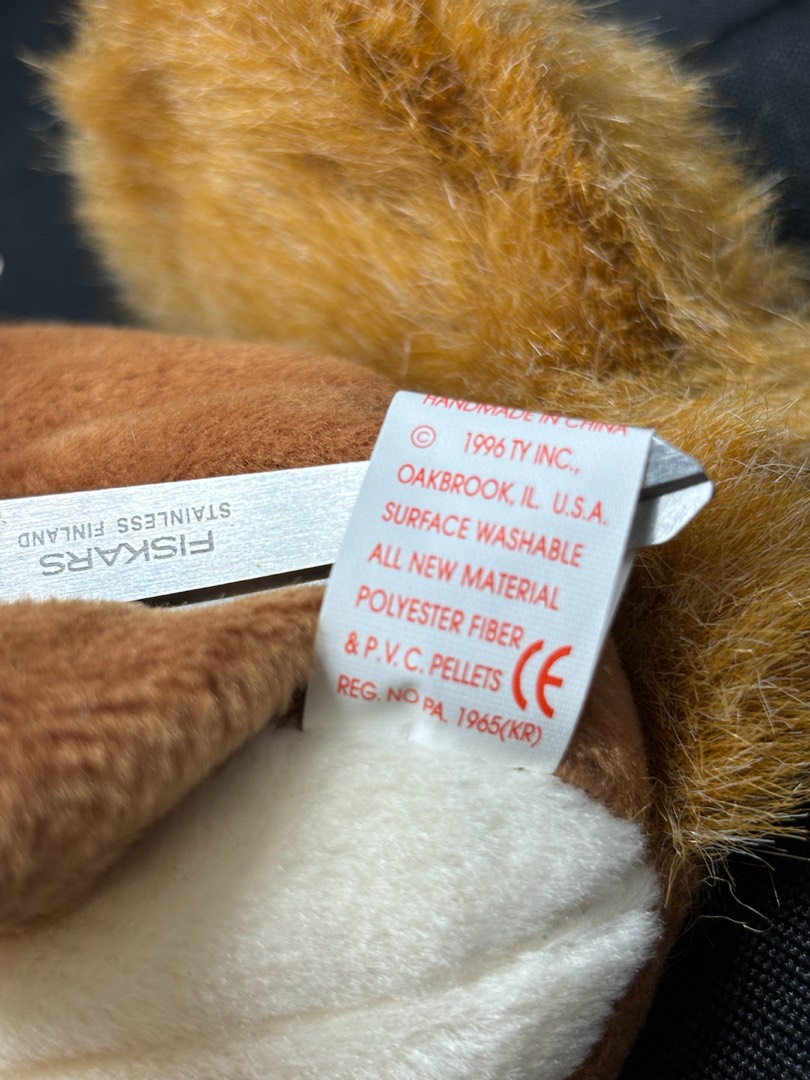 HANDMADE IN CHINA
© 1996 TY INC.,
OAKBROOK, IL. U.S.A.
SURFACE WASHABLE
ALL NEW MATERIAL
POLYESTER FIBER
& P.V.C. PELLETS CE
REG. NO PA. 1965(KR)
FISKARS
STAINLESS FINLAND